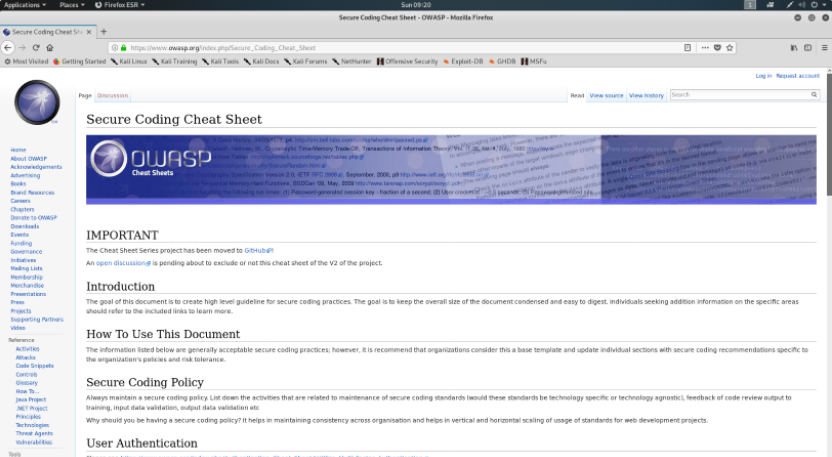 Applications ▾ Places ▾ Firefox ESR ▾
Sun 09:20
1
Secure Coding Cheat Sheet - OWASP - Mozilla Firefox
Secure Coding Cheat She × +
https://www.owasp.org/index.php/Secure_Coding_Cheat_Sheet
Most Visited Getting Started Kali Linux Kali Training Kali Tools Kali Docs Kali Forums NetHunter Offensive Security Exploit-DB GHDB MSFu
Log in Request account
Page Discussion
Read View source View history Search
Secure Coding Cheat Sheet
OWASP
Cheat Sheets
Home
About OWASP
Acknowledgements
Advertising
Books
Brand Resources
Careers
Chapters
Donate to OWASP
Downloads
Events
Funding
Governance
Initiatives
Mailing Lists
Membership
Merchandise
Presentations
Press
Projects
Supporting Partners
Video
Reference
Activities
Attacks
Code Snippets
Controls
Glossary
How To...
Java Project
.NET Project
Principles
Technologies
Threat Agents
Vulnerabilities
Tools
IMPORTANT
The Cheat Sheet Series project has been moved to GitHub!
An open discussion is pending about to exclude or not this cheat sheet of the V2 of the project.
Introduction
The goal of this document is to create high level guideline for secure coding practices. The goal is to keep the overall size of the document condensed and easy to digest. Individuals seeking addition information on the specific areas
should refer to the included links to learn more.
How To Use This Document
The information listed below are generally acceptable secure coding practices; however, it is recommend that organizations consider this a base template and update individual sections with secure coding recommendations specific to
the organization's policies and risk tolerance.
Secure Coding Policy
Always maintain a secure coding policy. List down the activities that are related to maintenance of secure coding standards (would these standards be technology specific or technology agnostic), feedback of code review output to
training, input data validation, output data validation etc
Why should you be having a secure coding policy? It helps in maintaining consistency across organisation and helps in vertical and horizontal scaling of usage of standards for web development projects.
User Authentication